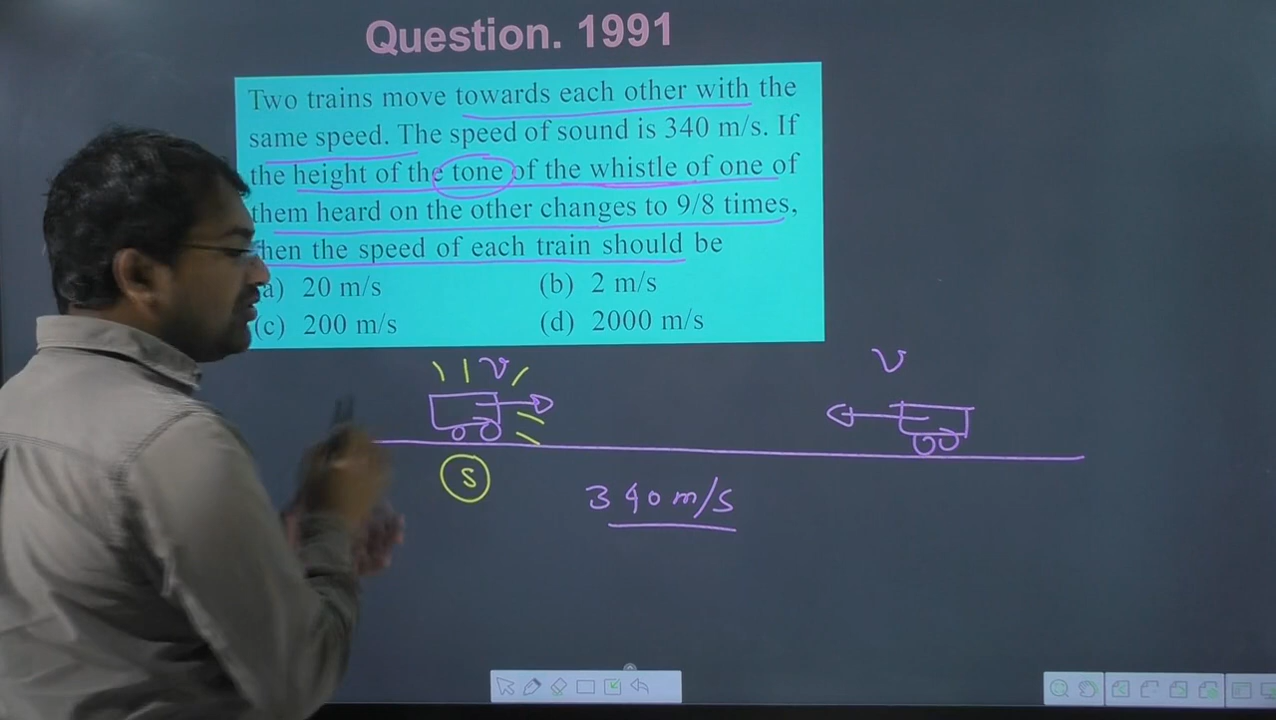 Question. 1991
Two trains move towards each other with the
same speed. The speed of sound is 340 m/s. If
the height of the tone of the whistle of one of
them heard on the other changes to 9/8 times,
then the speed of each train should be
a) 20 m/s (b) 2 m/s
(c) 200 m/s (d) 2000 m/s
v v
S
340 m/s